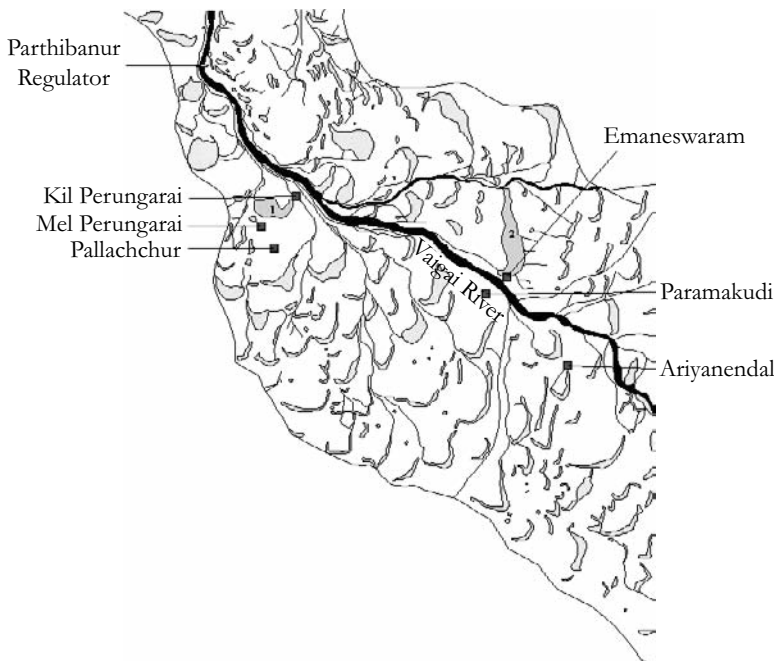 Parthibanur
Regulator
Emaneswaram
Kil Perungarai
1
Mel Perungarai
2
Pallachchur
Vaigai River
Paramakudi
Ariyanendal